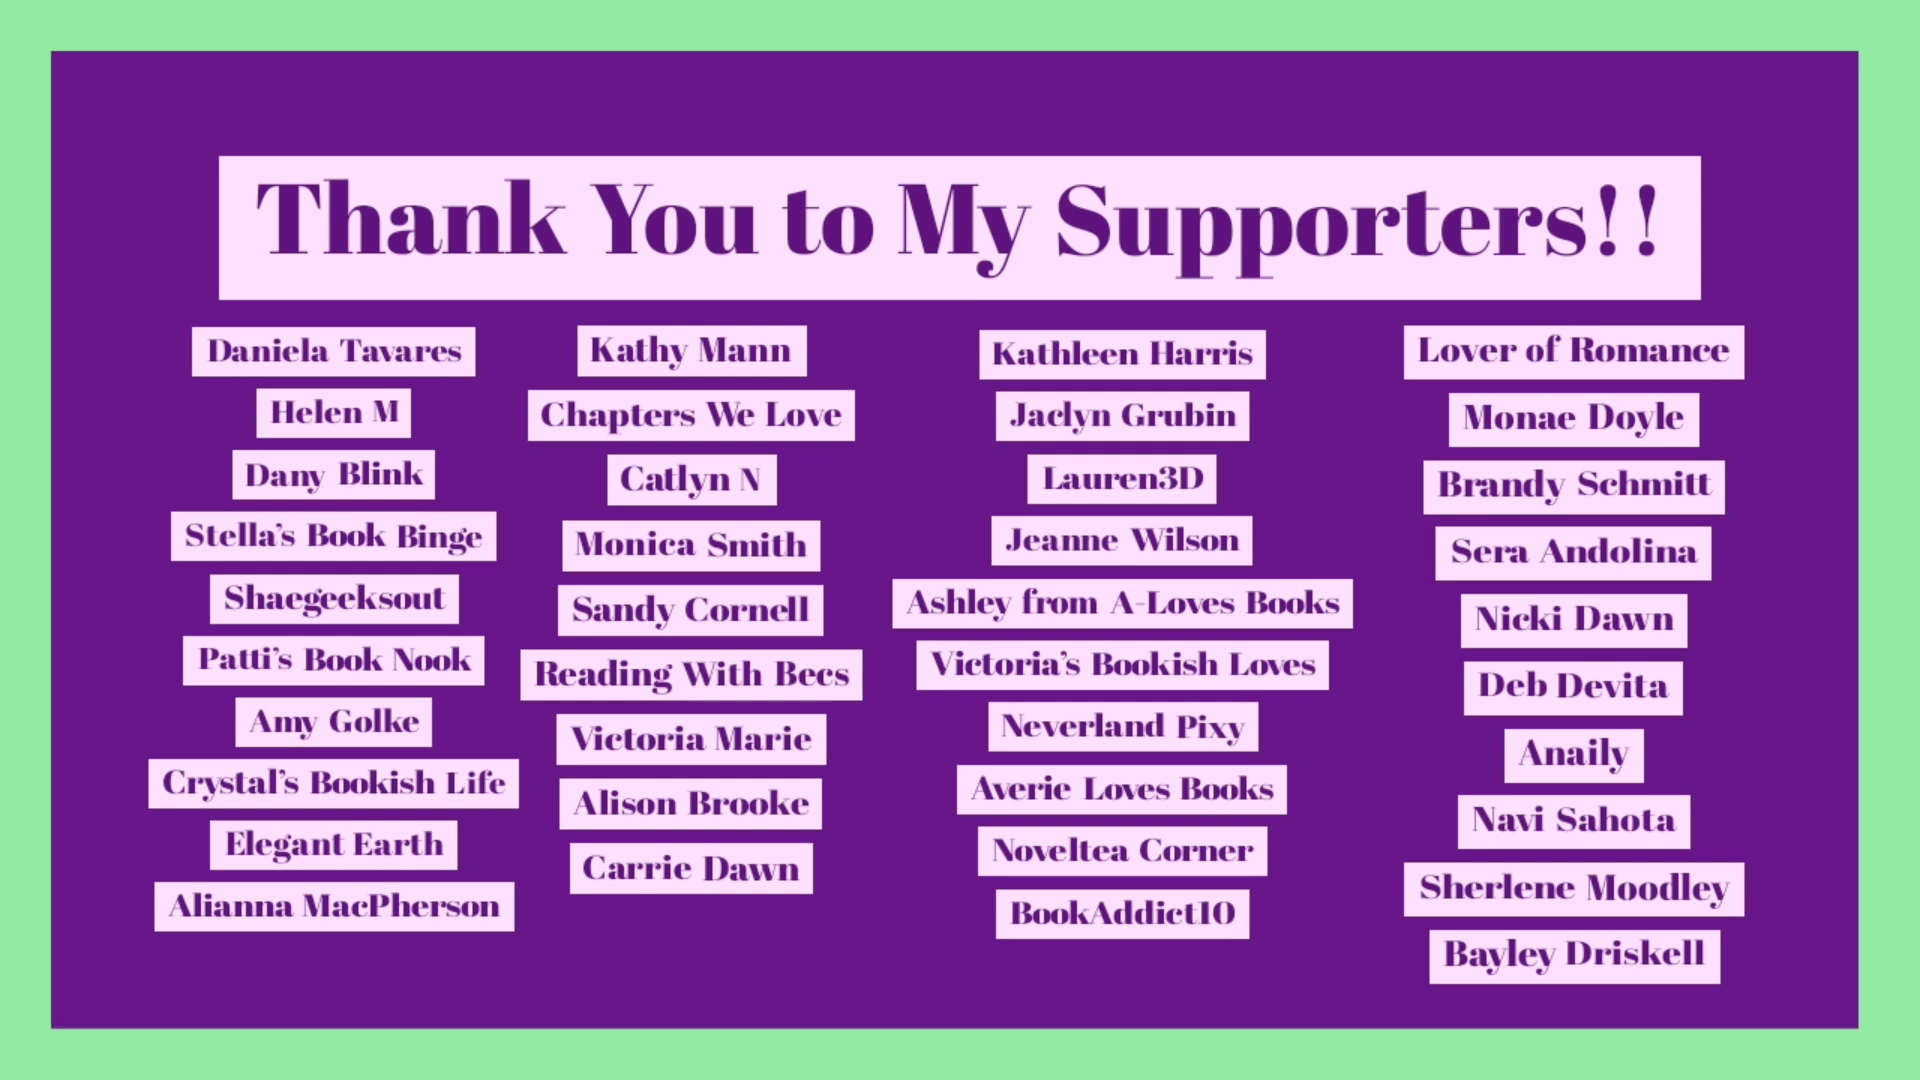 Thank You to My Supporters!!
Daniela Tavares
Helen M
Dany Blink
Stella's Book Binge
Shaegeeksout
Patti's Book Nook
Amy Golke
Crystal's Bookish Life
Elegant Earth
Alianna MacPherson
Kathy Mann
Chapters We Love
Catlyn N
Monica Smith
Sandy Cornell
Reading With Becs
Victoria Marie
Alison Brooke
Carrie Dawn
Kathleen Harris
Jaclyn Grubin
Lauren3D
Jeanne Wilson
Ashley from A-Loves Books
Victoria's Bookish Loves
Neverland Pixy
Averie Loves Books
Noveltea Corner
BookAddict10
Lover of Romance
Monae Doyle
Brandy Schmitt
Sera Andolina
Nicki Dawn
Deb Devita
Anaily
Navi Sahota
Sherlene Moodley
Bayley Driskell